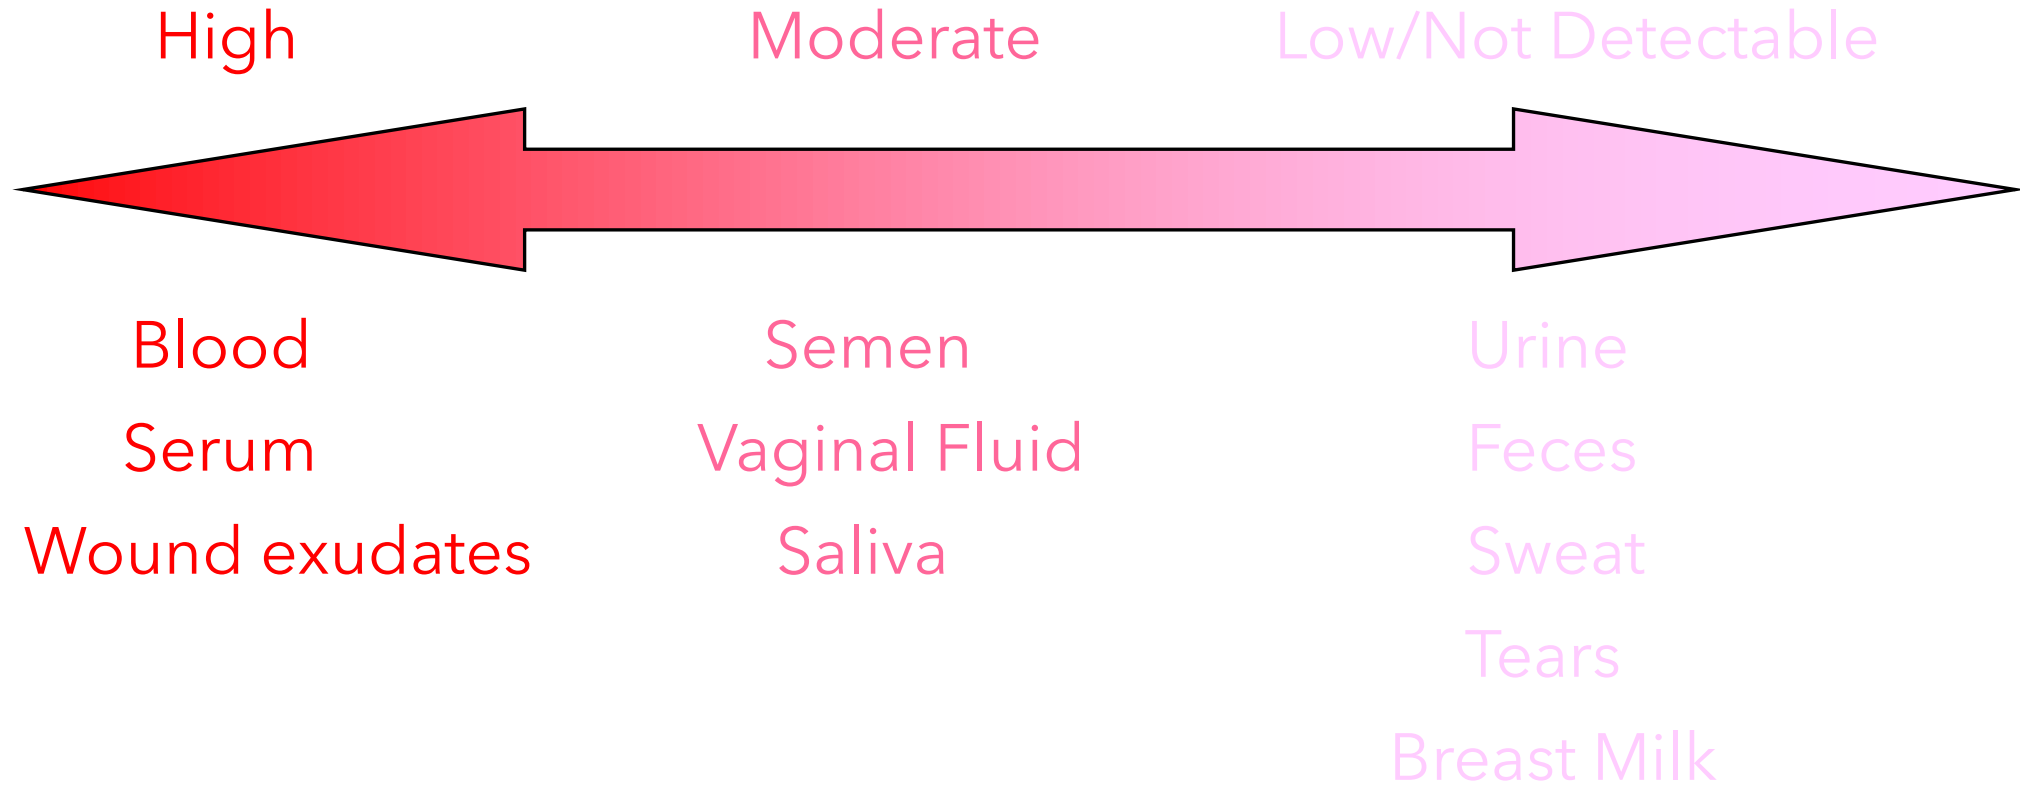 High Moderate Low/Not Detectable
Blood Semen Urine
Serum Vaginal Fluid Feces
Wound exudates Saliva Sweat
Tears
Breast Milk